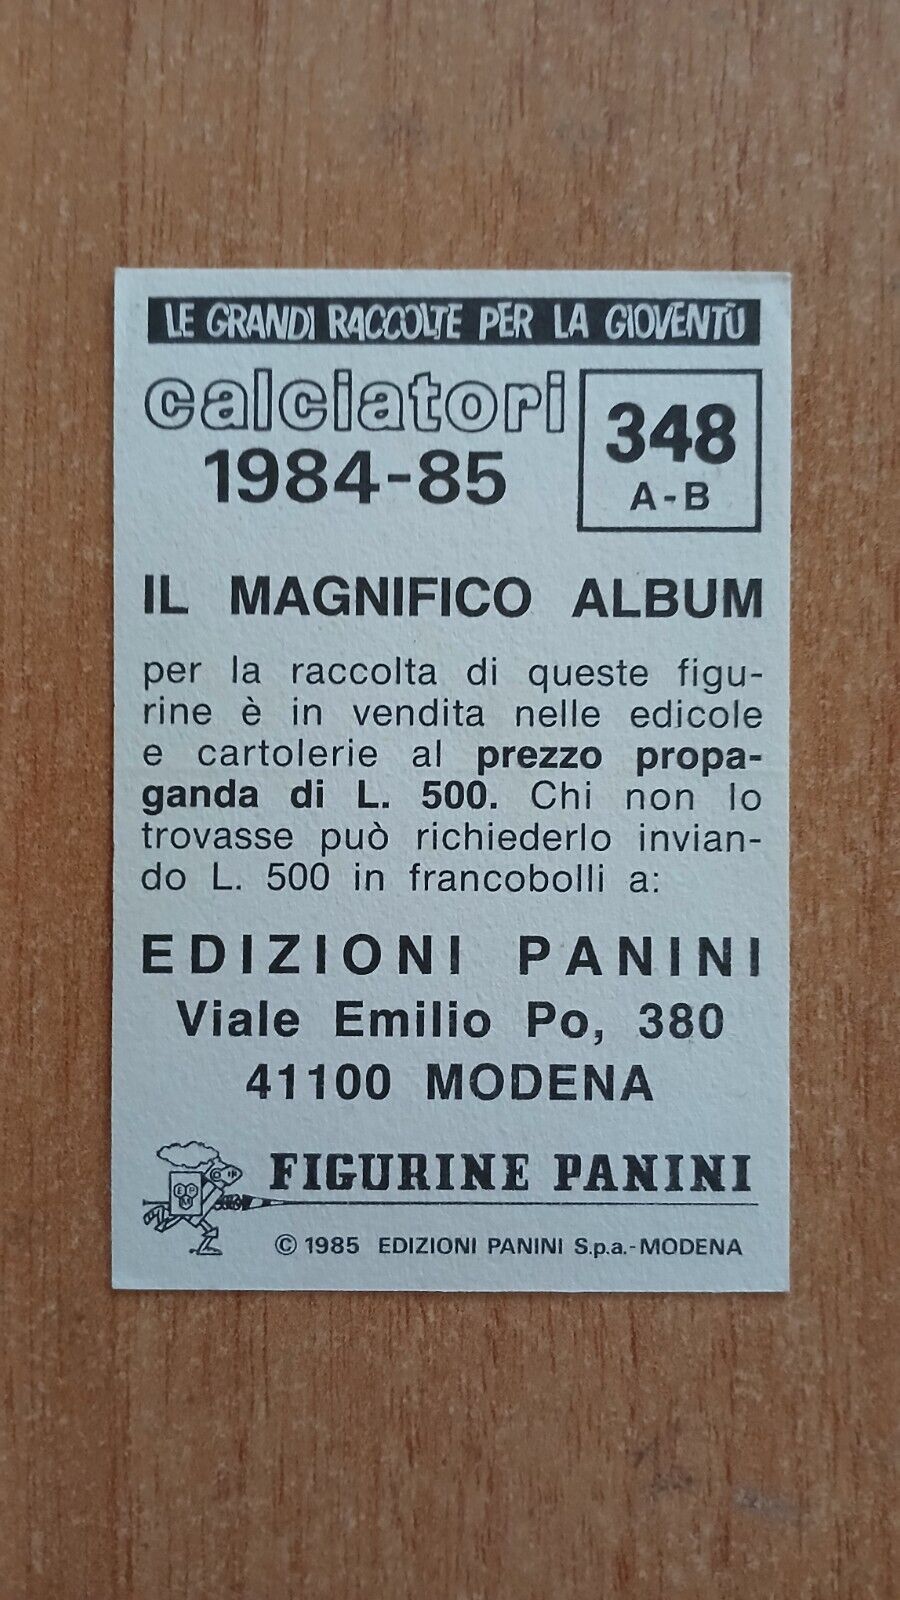 LE GRANDI RACCOLTE PER LA GIOVENTÙ
calciatori
1984-85
348
A-B
IL MAGNIFICO ALBUM
per la raccolta di queste figu-
rine è in vendita nelle edicole
e cartolerie al prezzo propa-
ganda di L. 500. Chi non lo
trovasse può richiederlo invian-
do L. 500 in francobolli a:
EDIZIONI PANINI
Viale Emilio Po, 380
41100 MODENA
FIGURINE PANINI
© 1985 EDIZIONI PANINI S.p.a.-MODENA